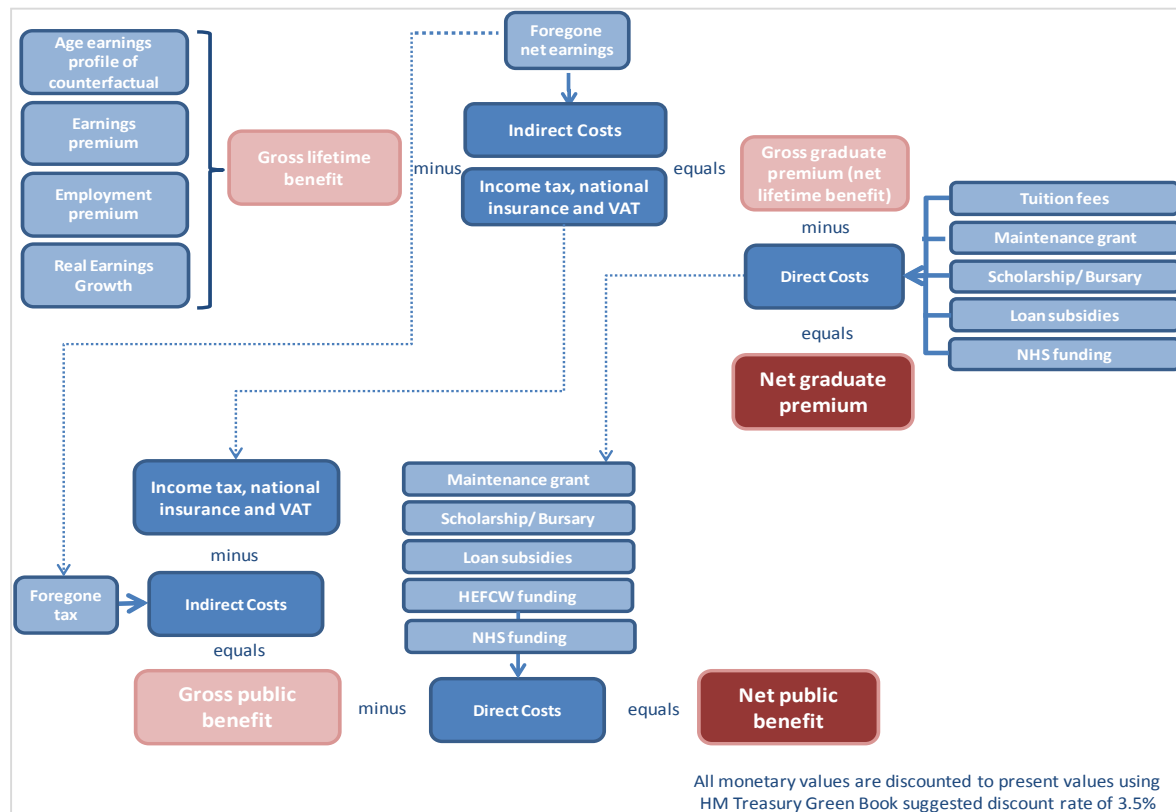 Age earnings
profile of
counterfactual
Earnings
premium
Employment
premium
Real Earnings
Growth
Gross lifetime
benefit
minus
Foregone
net earnings
Indirect Costs
Income tax, national
insurance and VAT
equals
Gross graduate
premium (net
lifetime benefit)
minus
Direct Costs
equals
Net graduate
premium
Tuition fees
Maintenance grant
Scholarship/ Bursary
Loan subsidies
NHS funding
Income tax, national
insurance and VAT
minus
Foregone
tax
Indirect Costs
equals
Gross public
benefit
minus
Maintenance grant
Scholarship/ Bursary
Loan subsidies
HEFCW funding
NHS funding
Direct Costs
equals
Net public
benefit
All monetary values are discounted to present values using
HM Treasury Green Book suggested discount rate of 3.5%